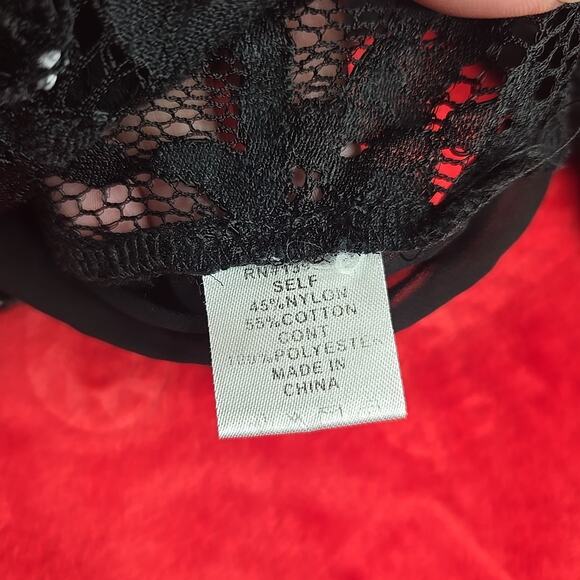 SELF
45%NYLON
55%COTTON
CONT
100%POLYESTER
MADE IN
CHINA